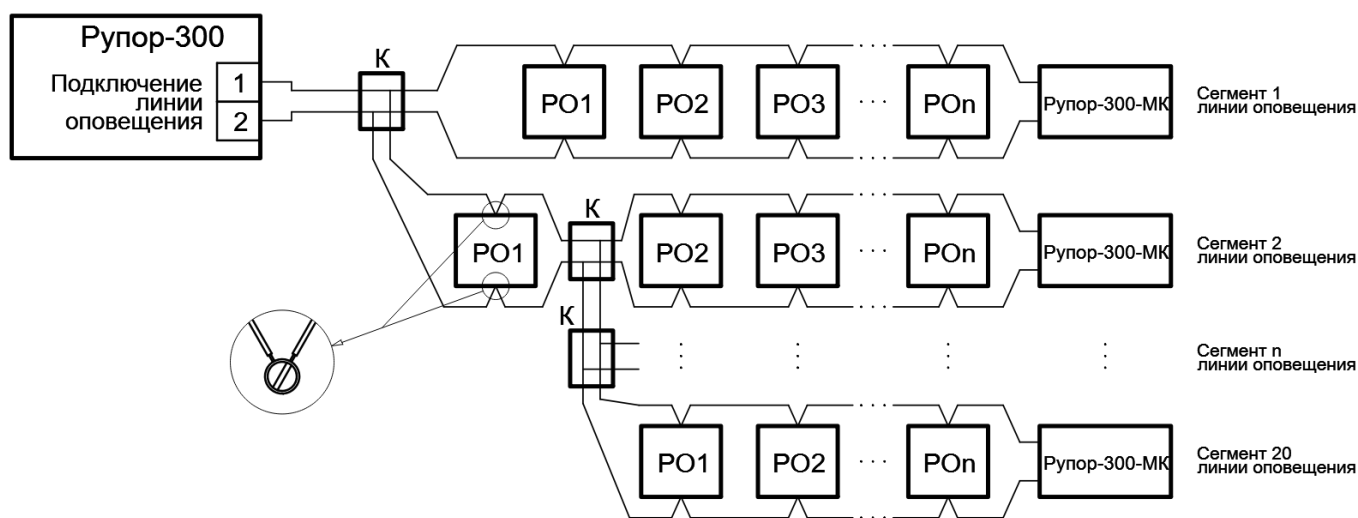 Рупор-300
Подключение
линии
оповещения
1
2
К
РО1
РО2
РО3
· · ·
РОn
Рупор-300-МК
Сегмент 1
линии оповещения
РО1
К
РО2
РО3
· · ·
РОn
Рупор-300-МК
Сегмент 2
линии оповещения
К
Сегмент n
линии оповещения
РО1
РО2
· · ·
РОn
Рупор-300-МК
Сегмент 20
линии оповещения